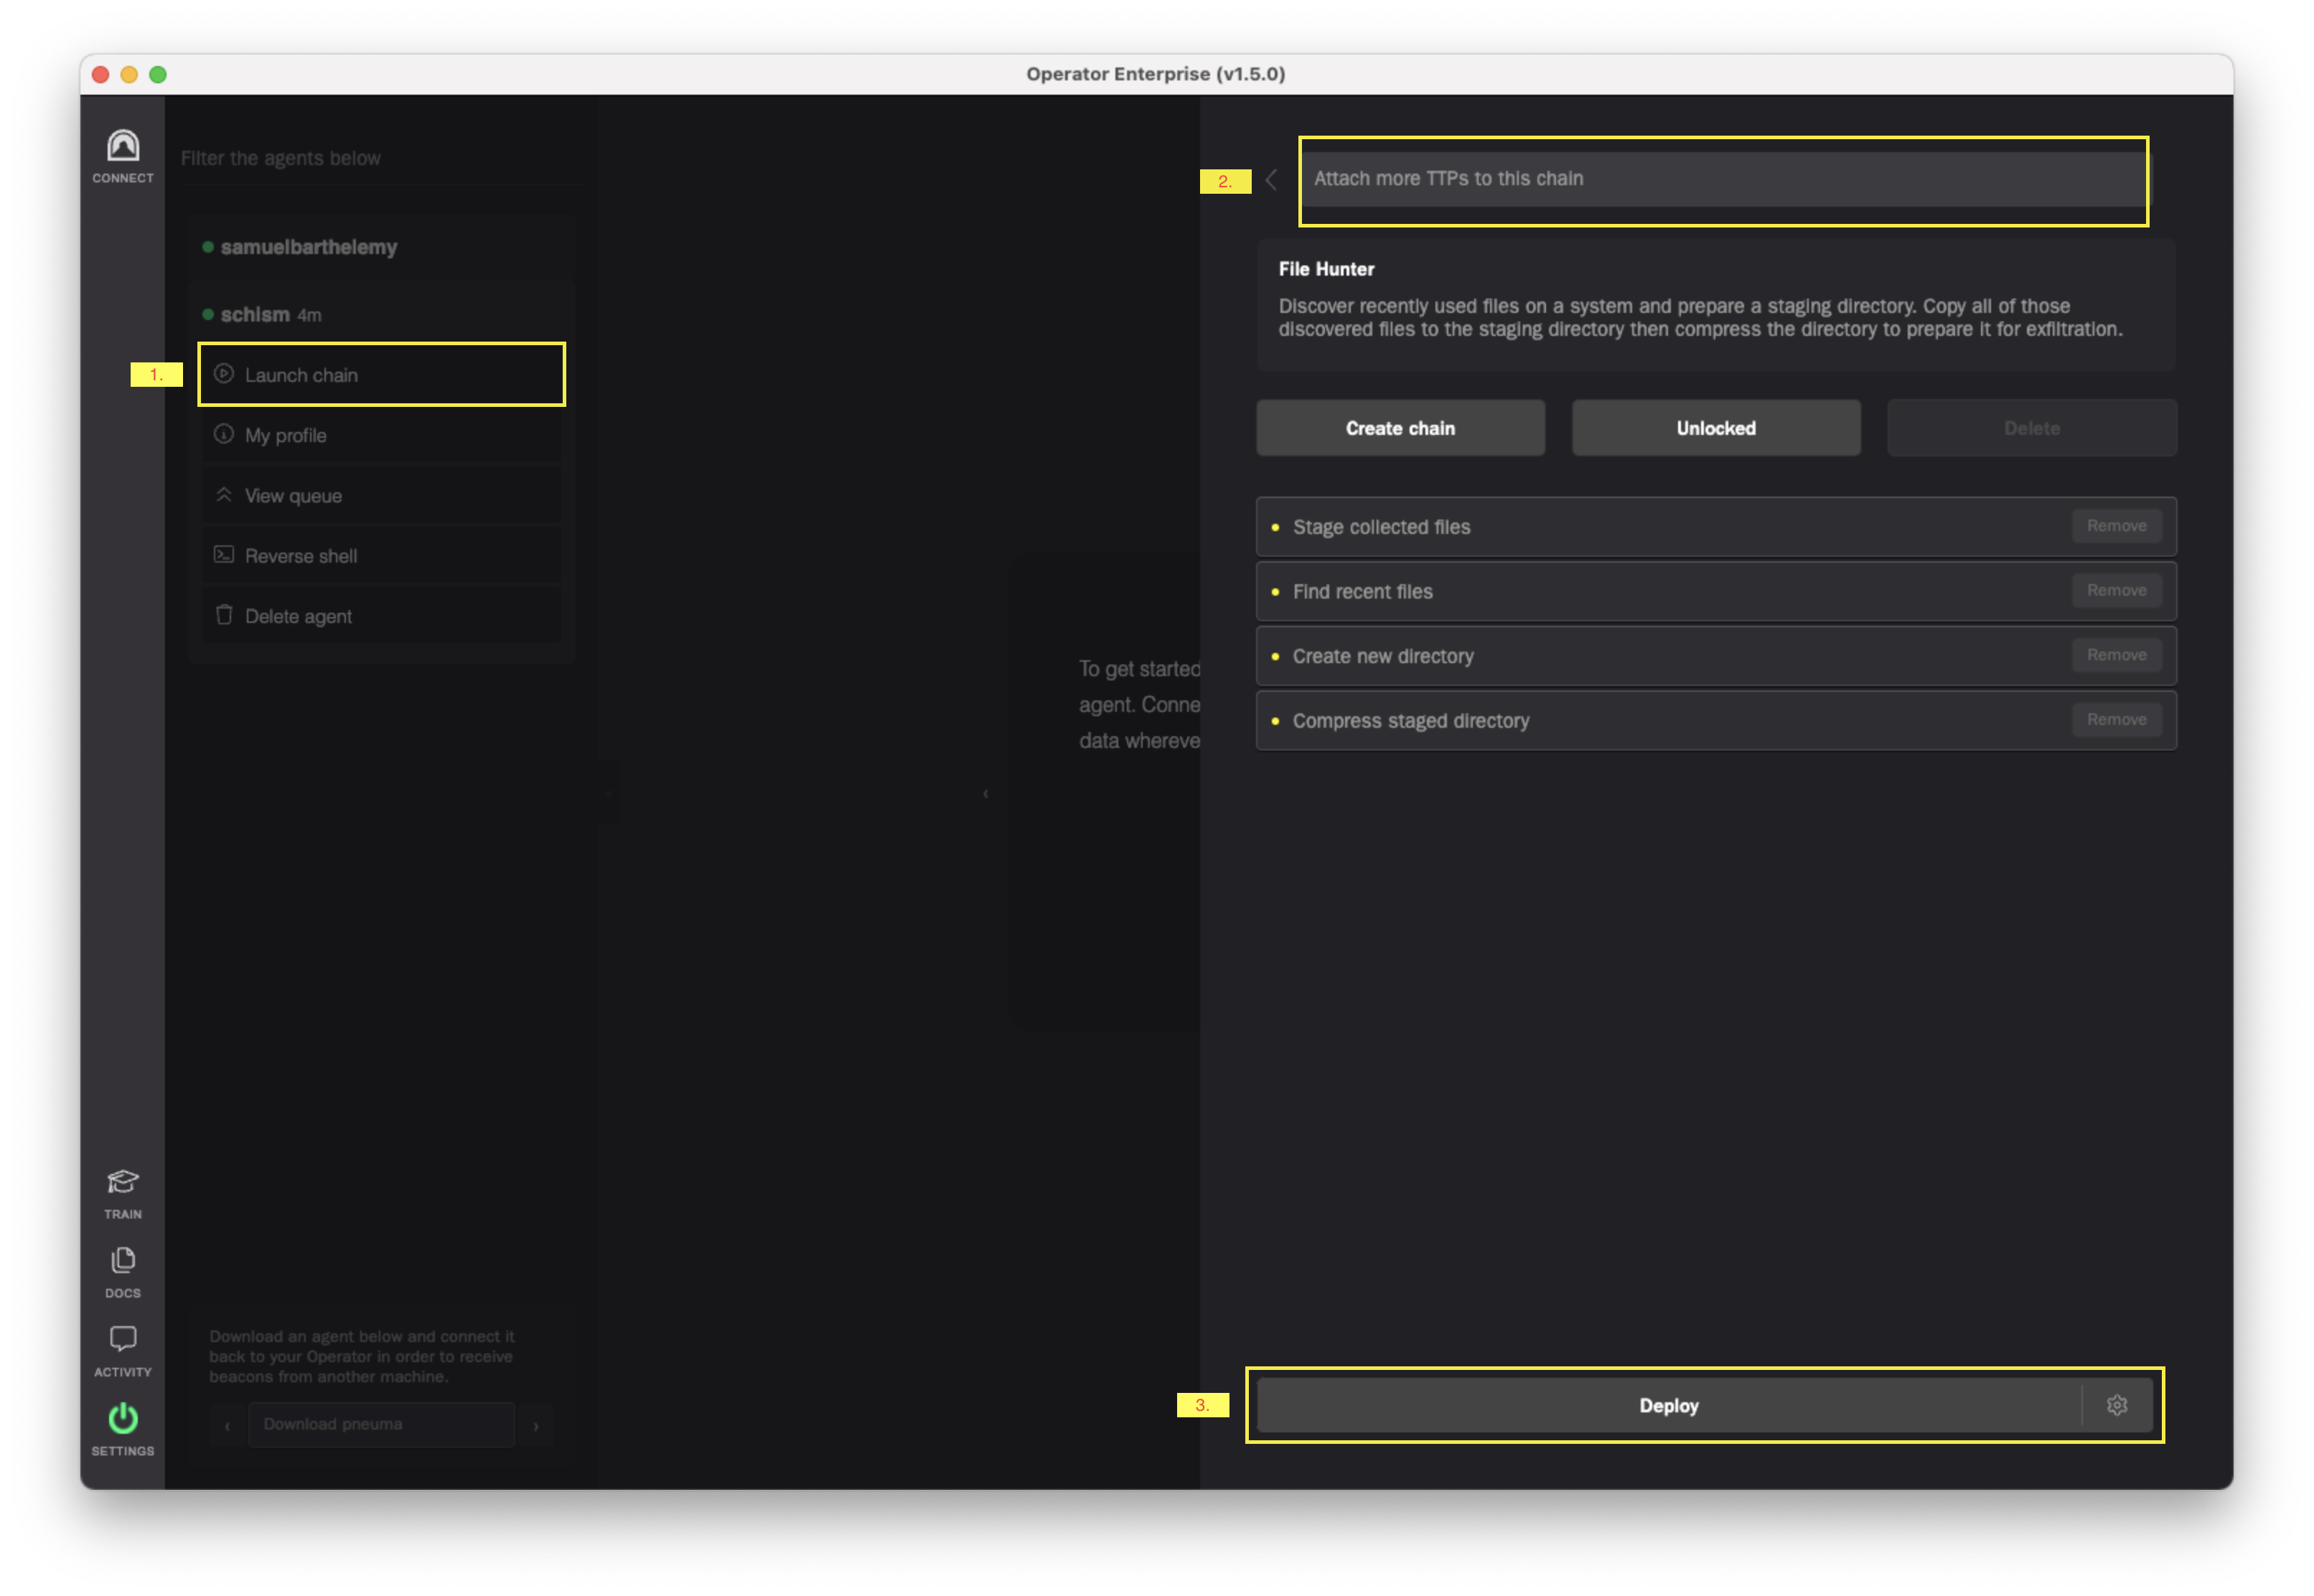 Operator Enterprise (v1.5.0)
CONNECT
Filter the agents below
samuelbarthelemy
schism 4m
1.
Launch chain
My profile
View queue
Reverse shell
Delete agent
To get started
agent. Conne
data whereve
Download an agent below and connect it
back to your Operator in order to receive
beacons from another machine.
Download pneuma
TRAIN
DOCS
ACTIVITY
SETTINGS
2.
Attach more TTPs to this chain
File Hunter
Discover recently used files on a system and prepare a staging directory. Copy all of those
discovered files to the staging directory then compress the directory to prepare it for exfiltration.
Create chain
Unlocked
Delete
Stage collected files
Remove
Find recent files
Remove
Create new directory
Remove
Compress staged directory
Remove
3.
Deploy